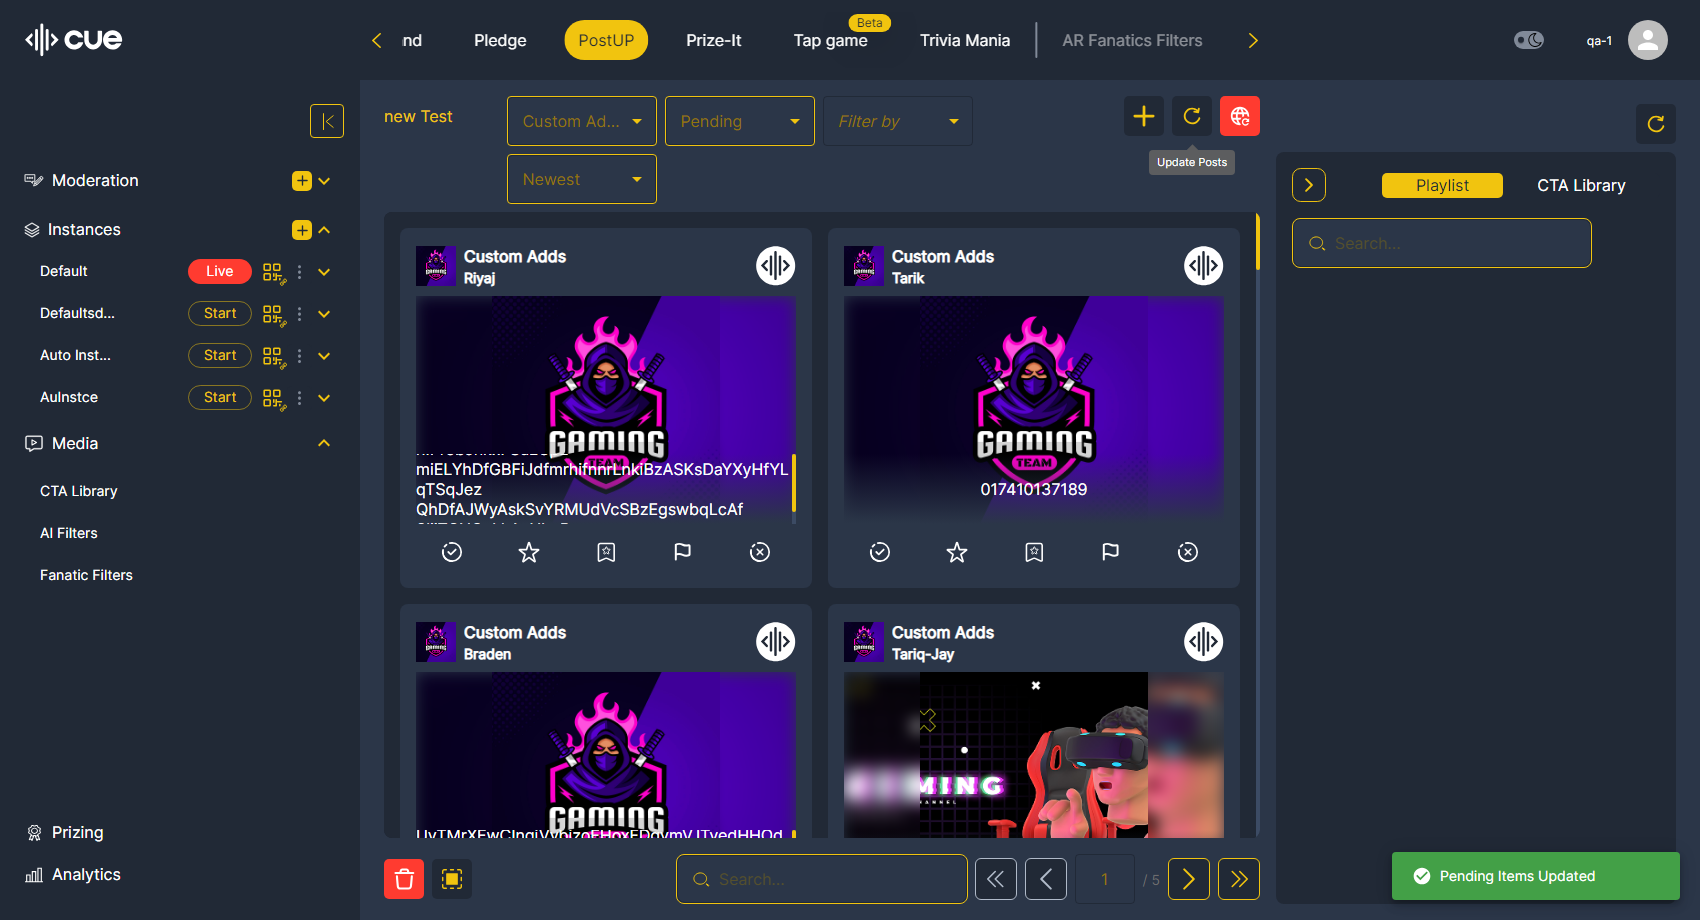 cue
nd
Pledge
PostUP
Prize-It
Tap game
Beta
Trivia Mania
AR Fanatics Filters
qa-1
new Test
Custom Ad...
Pending
Filter by
Newest
Update Posts
Moderation
Instances
Default
Live
Defaultsd...
Start
Auto Inst...
Start
AuInstce
Start
Media
CTA Library
AI Filters
Fanatic Filters
Prizing
Analytics
Custom Adds
Riyaj
GAMING
TEAM
miELYhDfGBFiJdfmrhifnnrLnkiBzASKsDaYXyHfYL
qTSqJez
QhDfAJWyAskSvYRMUdVcSBzEgswbqLcAf
Custom Adds
Tarik
GAMING
TEAM
017410137189
Custom Adds
Braden
GAMING
Custom Adds
Tariq-Jay
MING
HANNEL
Search...
1
/ 5
Playlist
CTA Library
Search...
Pending Items Updated